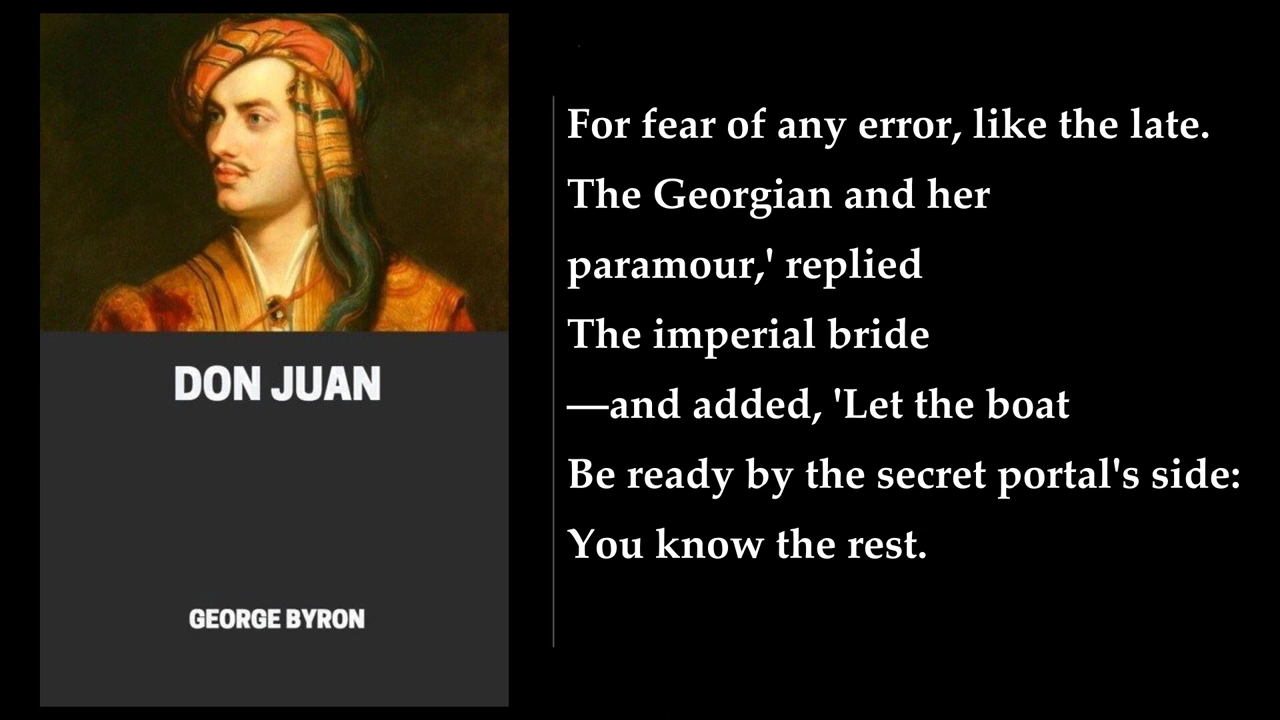 DON JUAN
GEORGE BYRON
For fear of any error, like the late.
The Georgian and her
paramour,' replied
The imperial bride
—and added, 'Let the boat
Be ready by the secret portal's side:
You know the rest.